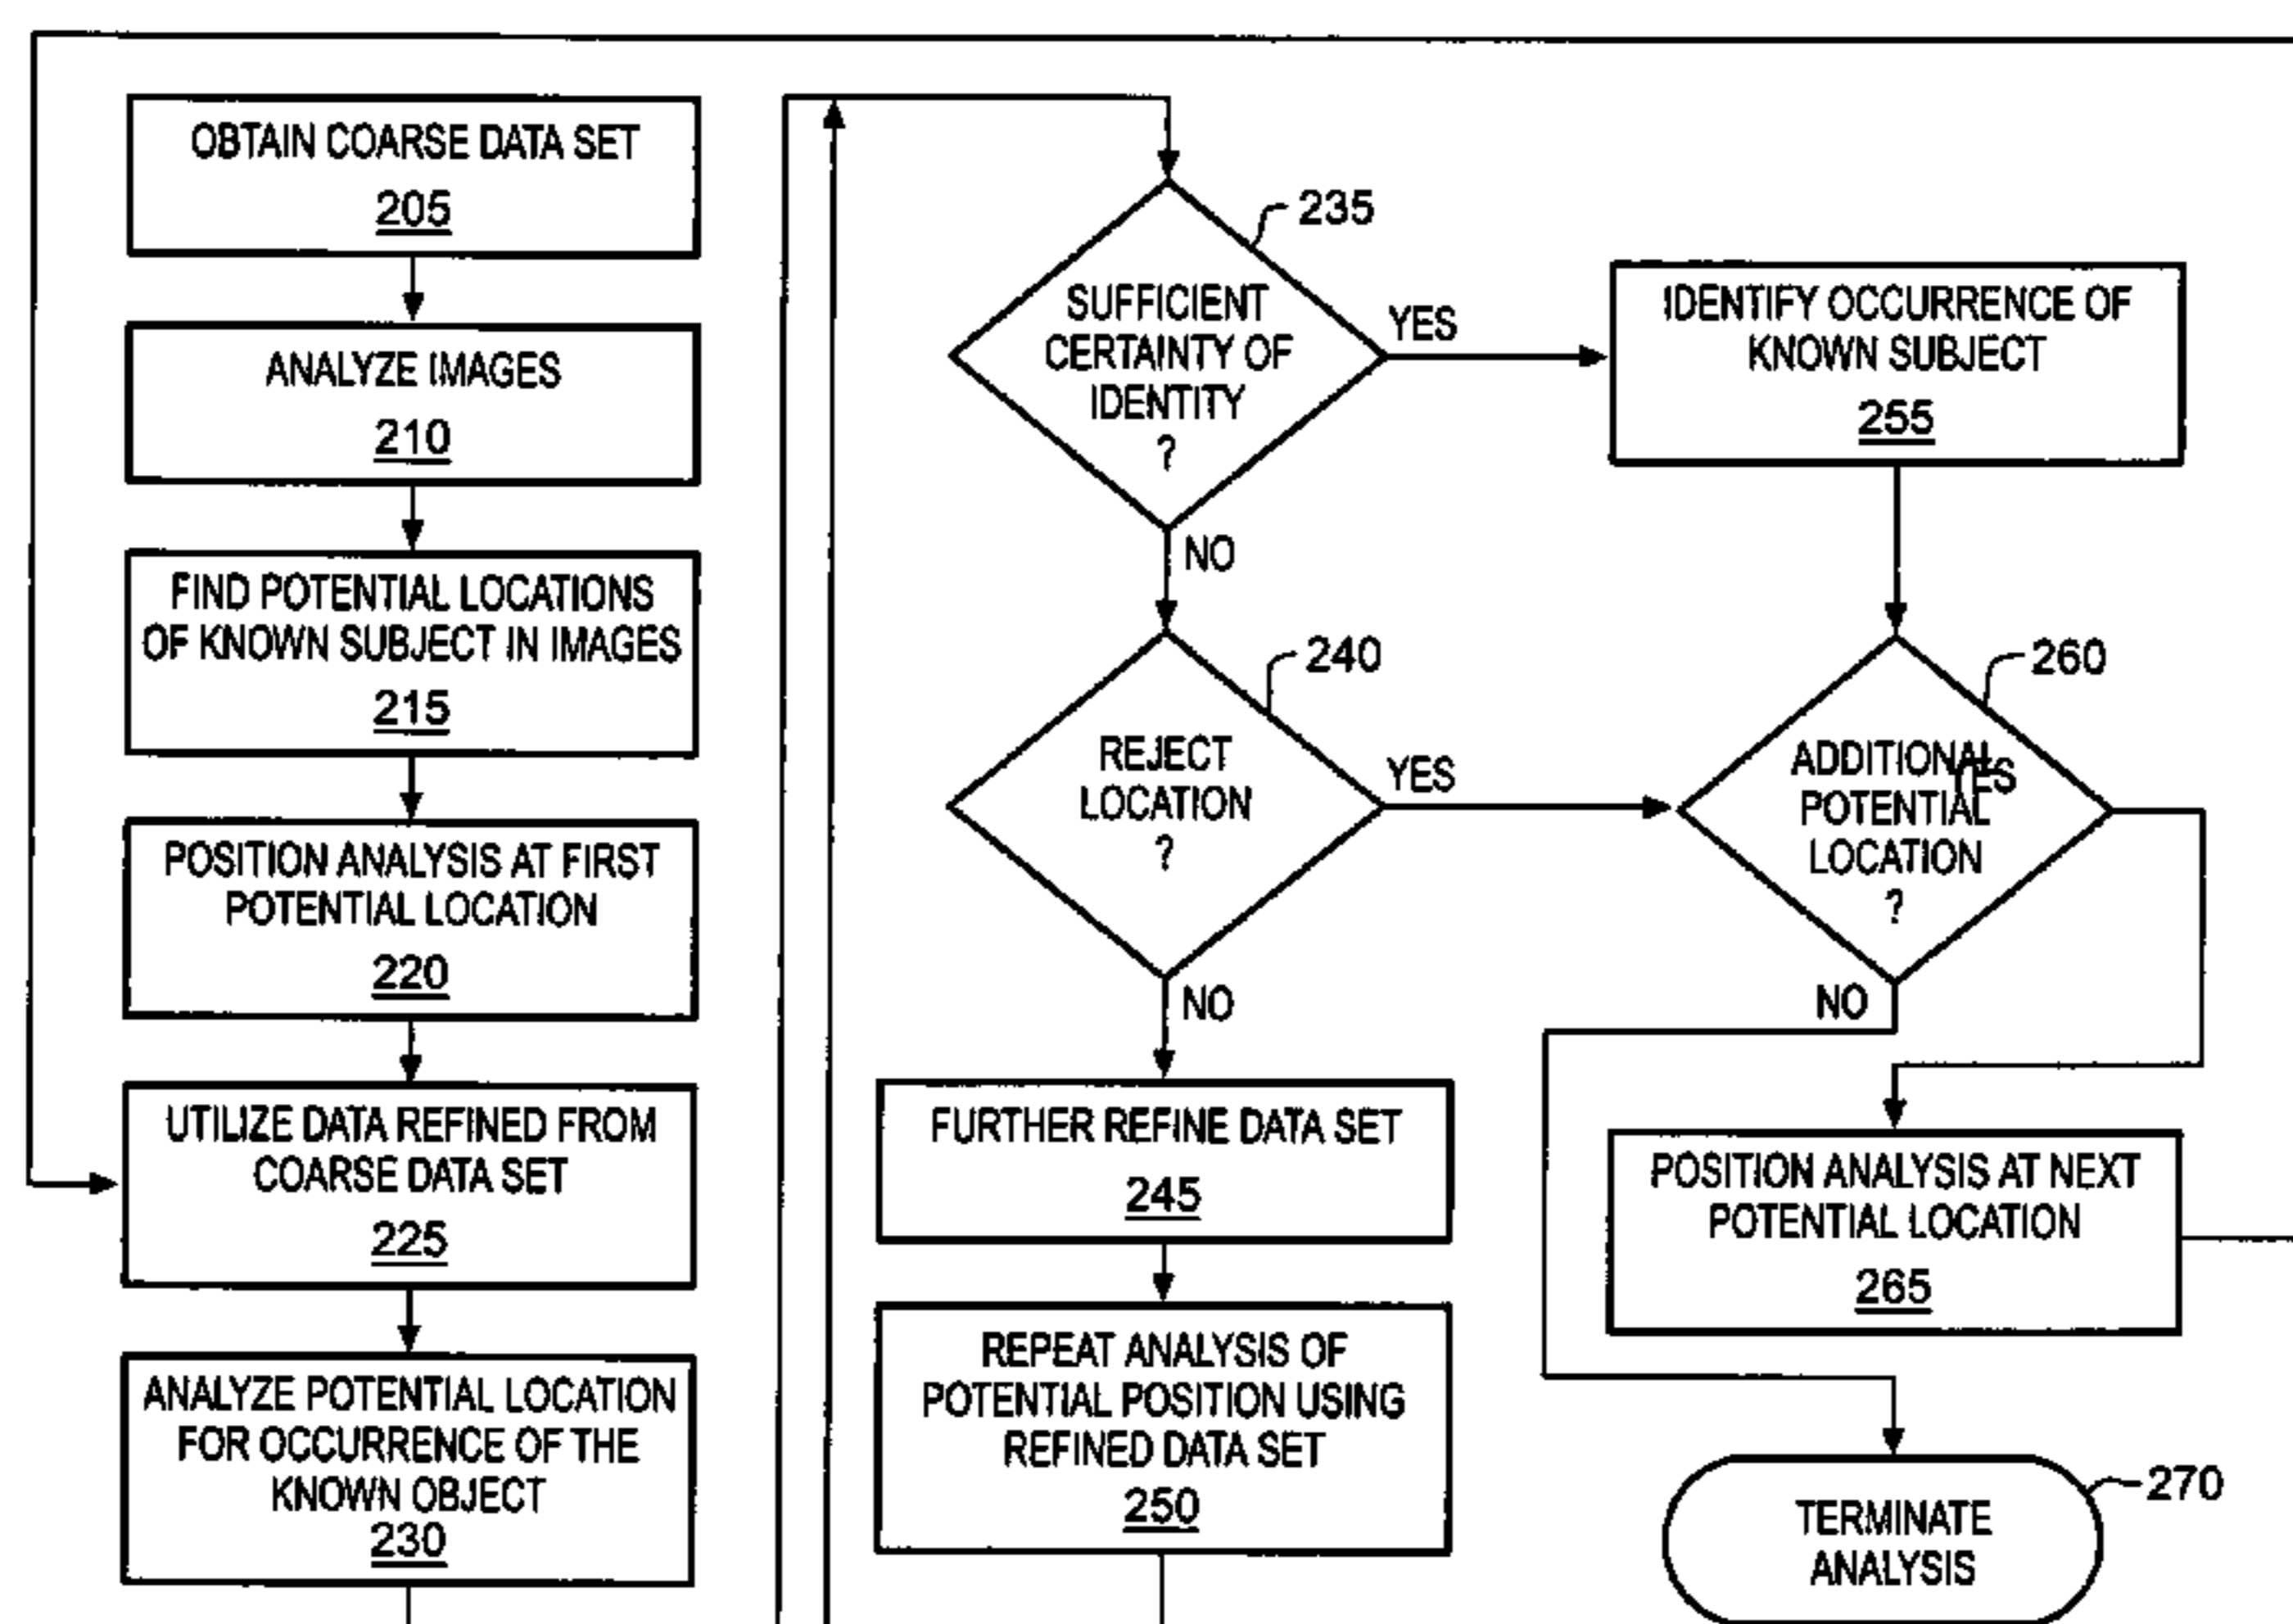 OBTAIN COARSE DATA SET
205
ANALYZE IMAGES
210
FIND POTENTIAL LOCATIONS
OF KNOWN SUBJECT IN IMAGES
215
POSITION ANALYSIS AT FIRST
POTENTIAL LOCATION
220
UTILIZE DATA REFINED FROM
COARSE DATA SET
225
ANALYZE POTENTIAL LOCATION
FOR OCCURRENCE OF THE
KNOWN OBJECT
230
235
SUFFICIENT
CERTAINTY OF
IDENTITY
?
YES
NO
240
REJECT
LOCATION
?
YES
NO
FURTHER REFINE DATA SET
245
REPEAT ANALYSIS OF
POTENTIAL POSITION USING
REFINED DATA SET
250
IDENTIFY OCCURRENCE OF
KNOWN SUBJECT
255
260
ADDITIONAL
YES
POTENTIAL
LOCATION
?
NO
POSITION ANALYSIS AT NEXT
POTENTIAL LOCATION
265
270
TERMINATE
ANALYSIS